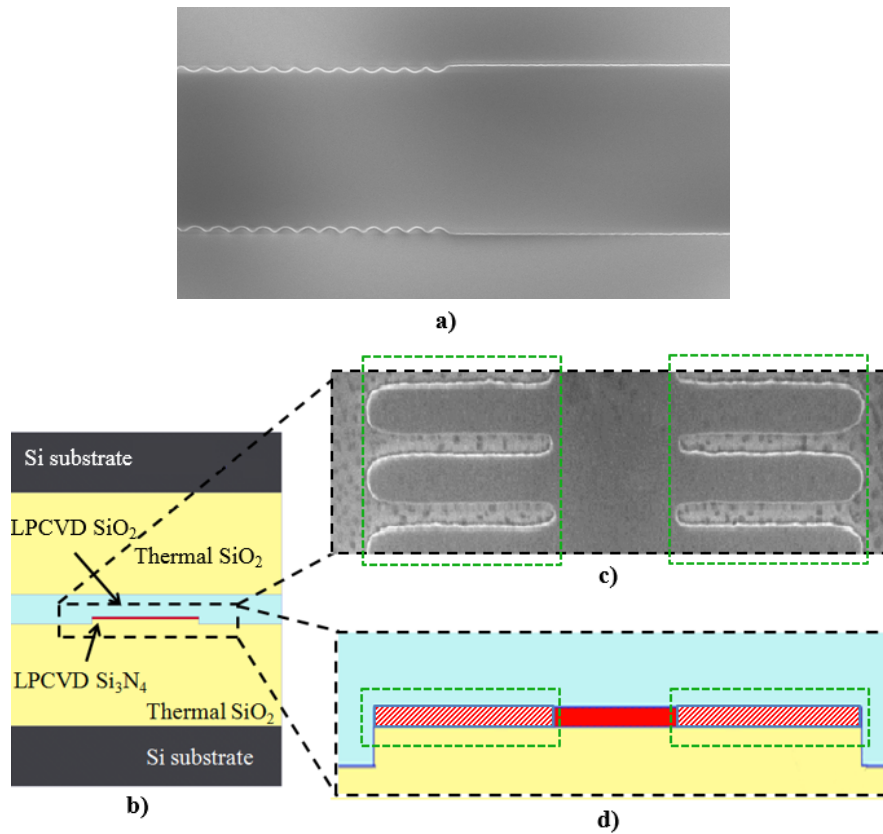 a)
Si substrate
LPCVD SiO₂
Thermal SiO₂
c)
LPCVD Si₃N₄
Thermal SiO₂
Si substrate
b)
d)